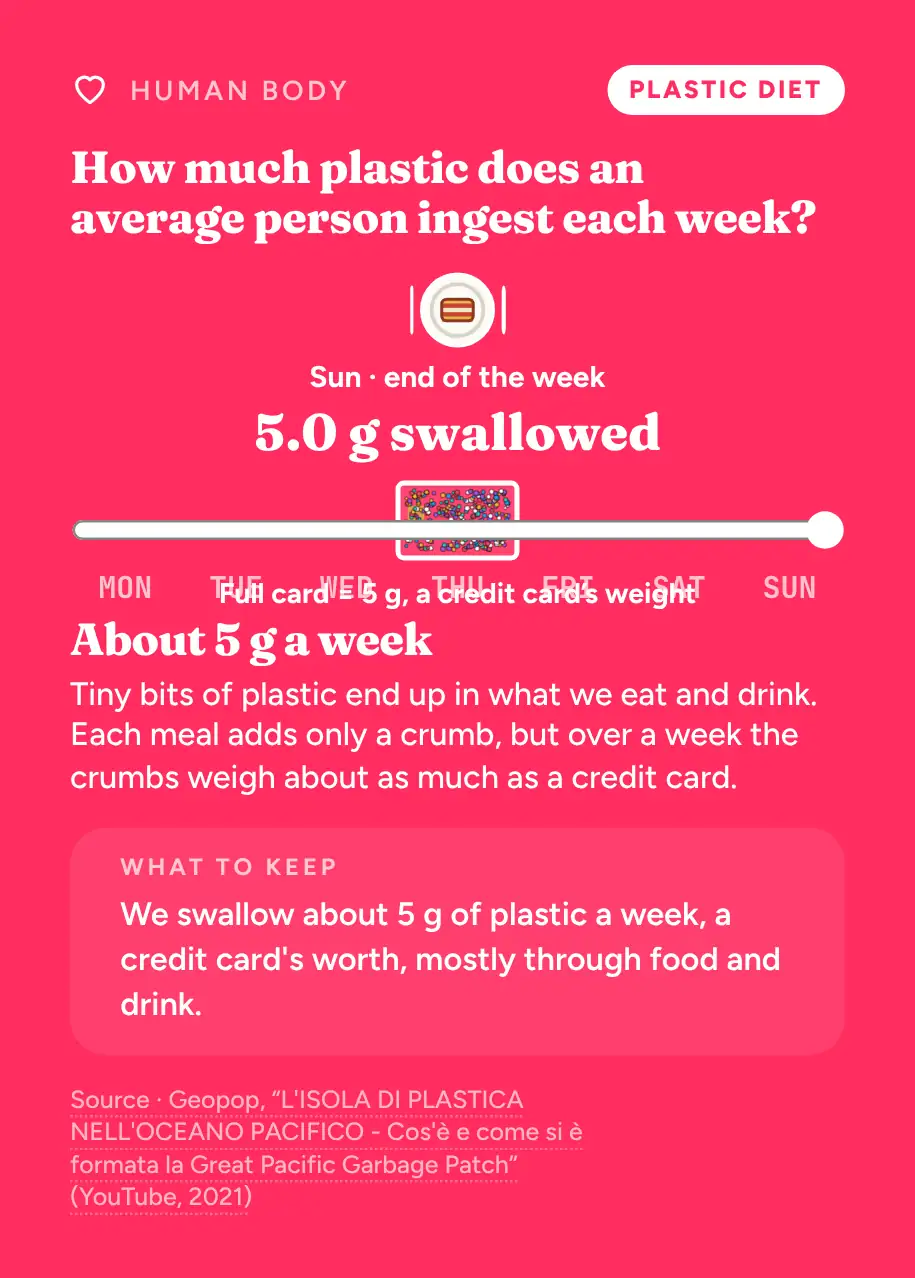 HUMAN BODY
PLASTIC DIET
How much plastic does an
average person ingest each week?
Sun · end of the week
5.0 g swallowed
MON TUE WED THU FRI SAT SUN
Full card = 5 g, a credit card's weight
About 5 g a week
Tiny bits of plastic end up in what we eat and drink.
Each meal adds only a crumb, but over a week the
crumbs weigh about as much as a credit card.
WHAT TO KEEP
We swallow about 5 g of plastic a week, a
credit card's worth, mostly through food and
drink.
Source · Geopop, “L'ISOLA DI PLASTICA
NELL'OCEANO PACIFICO - Cos'è e come si è
formata la Great Pacific Garbage Patch”
(YouTube, 2021)